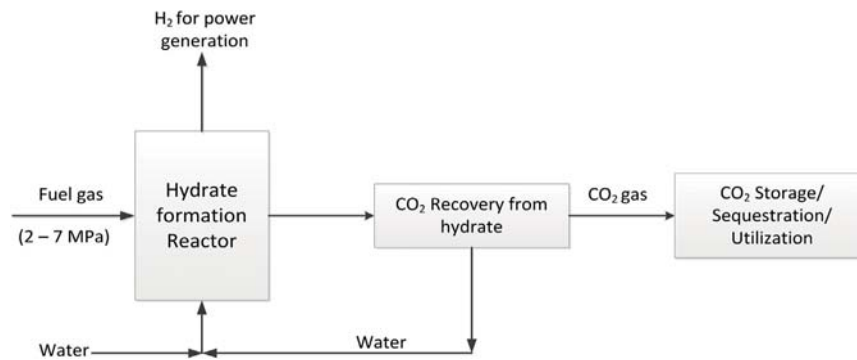 H₂ for power
generation
Fuel gas
(2 – 7 MPa)
Hydrate
formation
Reactor
CO₂ Recovery from
hydrate
CO₂ gas
CO₂ Storage/
Sequestration/
Utilization
Water
Water